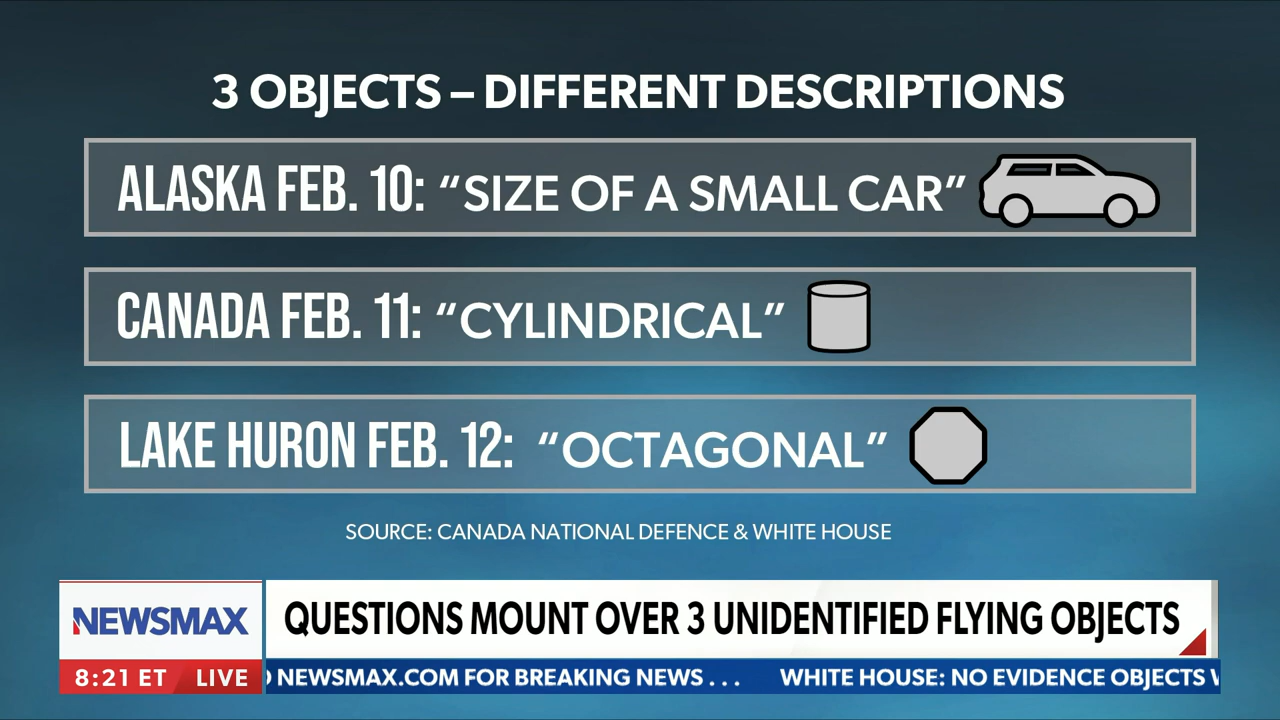 3 OBJECTS – DIFFERENT DESCRIPTIONS
ALASKA FEB. 10: “SIZE OF A SMALL CAR”
CANADA FEB. 11: “CYLINDRICAL”
LAKE HURON FEB. 12: “OCTAGONAL”
SOURCE: CANADA NATIONAL DEFENCE & WHITE HOUSE
NEWSMAX
QUESTIONS MOUNT OVER 3 UNIDENTIFIED FLYING OBJECTS
8:21 ET LIVE
NEWSMAX.COM FOR BREAKING NEWS . . . WHITE HOUSE: NO EVIDENCE OBJECTS